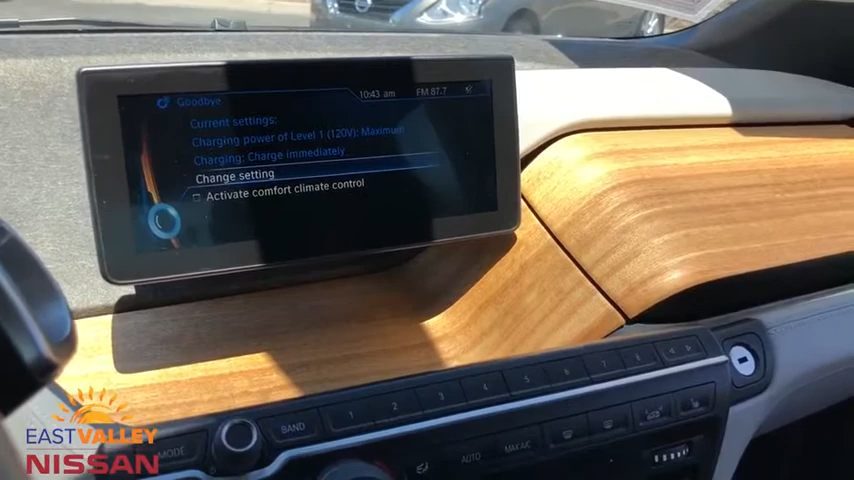 Goodbye
10:43 am
FM 87.7
Current settings:
Charging power of Level 1 (120V): Maximum
Charging: Charge immediately
Change setting
Activate comfort climate control
MODE
BAND
1
2
3
4
5
6
7
8
AUTO
MAX A/C
EAST VALLEY
NISSAN